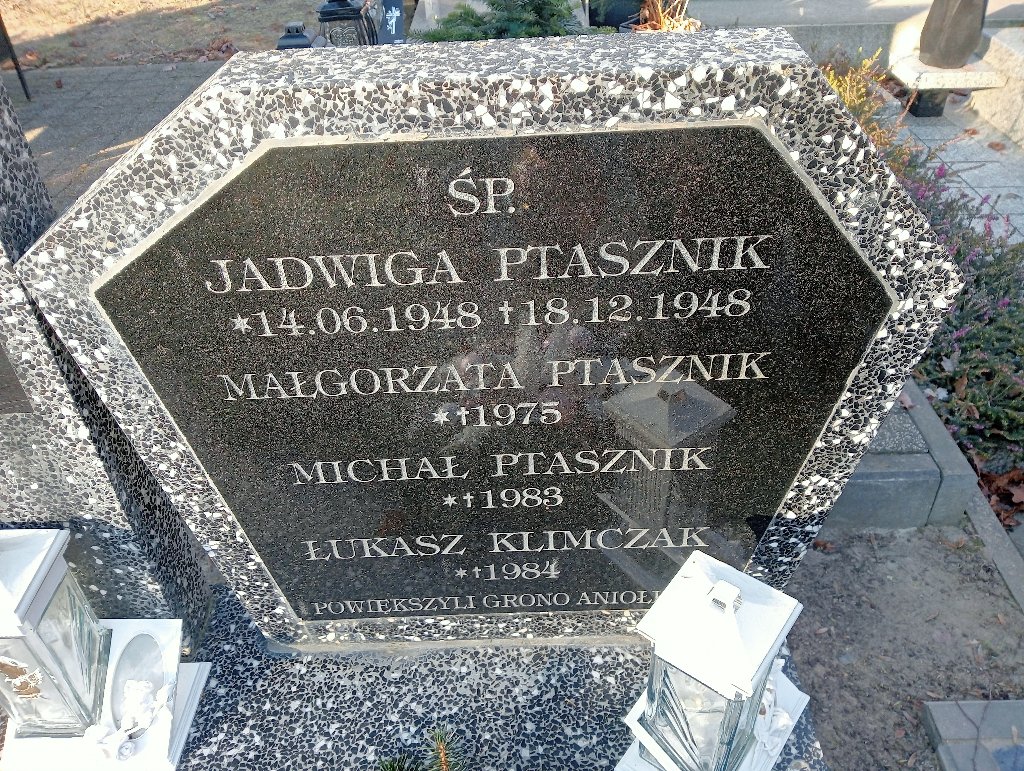 ŚP.
JADWIGA PTASZNIK
*14.06.1948 †18.12.1948
MAŁGORZATA PTASZNIK
*†1975
MICHAŁ PTASZNIK
*†1983
ŁUKASZ KLIMCZAK
*†1984
POWIĘKSZYLI GRONO